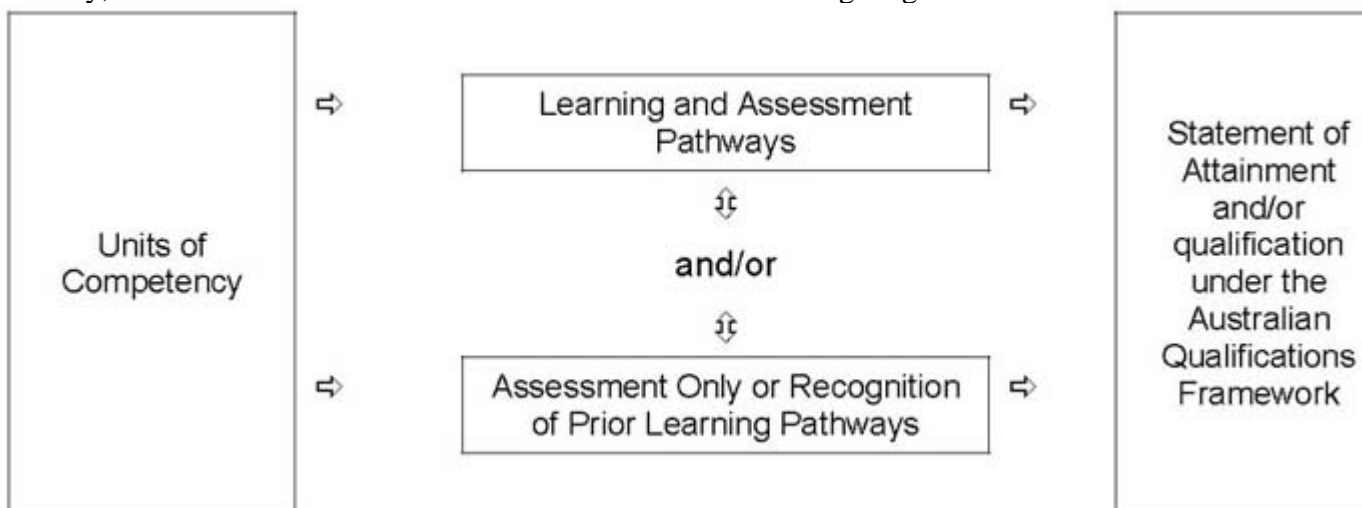 Units of
Competency
Learning and Assessment
Pathways
and/or
Assessment Only or Recognition
of Prior Learning Pathways
Statement of
Attainment
and/or
qualification
under the
Australian
Qualifications
Framework